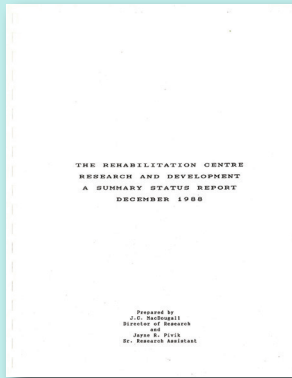 THE REHABILITATION CENTRE
RESEARCH AND DEVELOPMENT
A SUMMARY STATUS REPORT
DECEMBER 1988
Prepared by
J.C. MacDougall
Director of Research
and
Jayne R. Pivik
Sr. Research Assistant